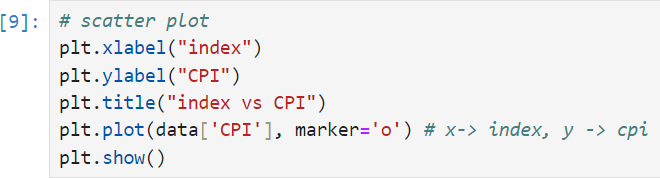 [9]: # scatter plot
plt.xlabel("index")
plt.ylabel("CPI")
plt.title("index vs CPI")
plt.plot(data['CPI'], marker='o') # x-> index, y -> cpi
plt.show()